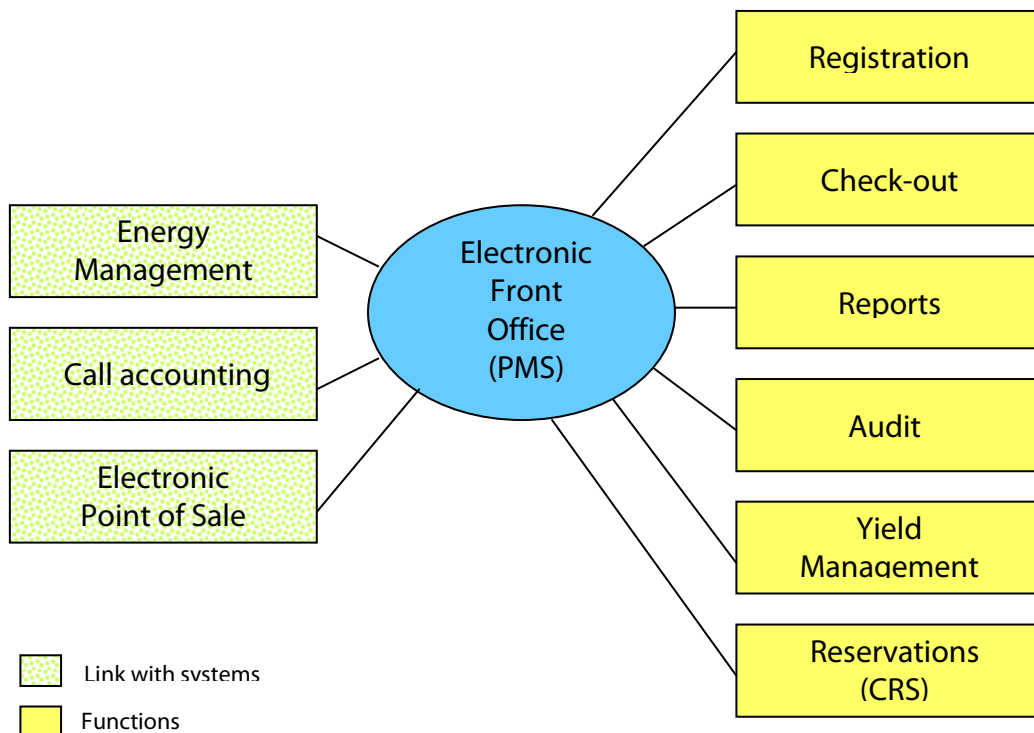 Registration
Check-out
Energy
Management
Electronic
Front
Office
(PMS)
Reports
Call accounting
Audit
Electronic
Point of Sale
Yield
Management
Reservations
(CRS)
Link with systems
Functions